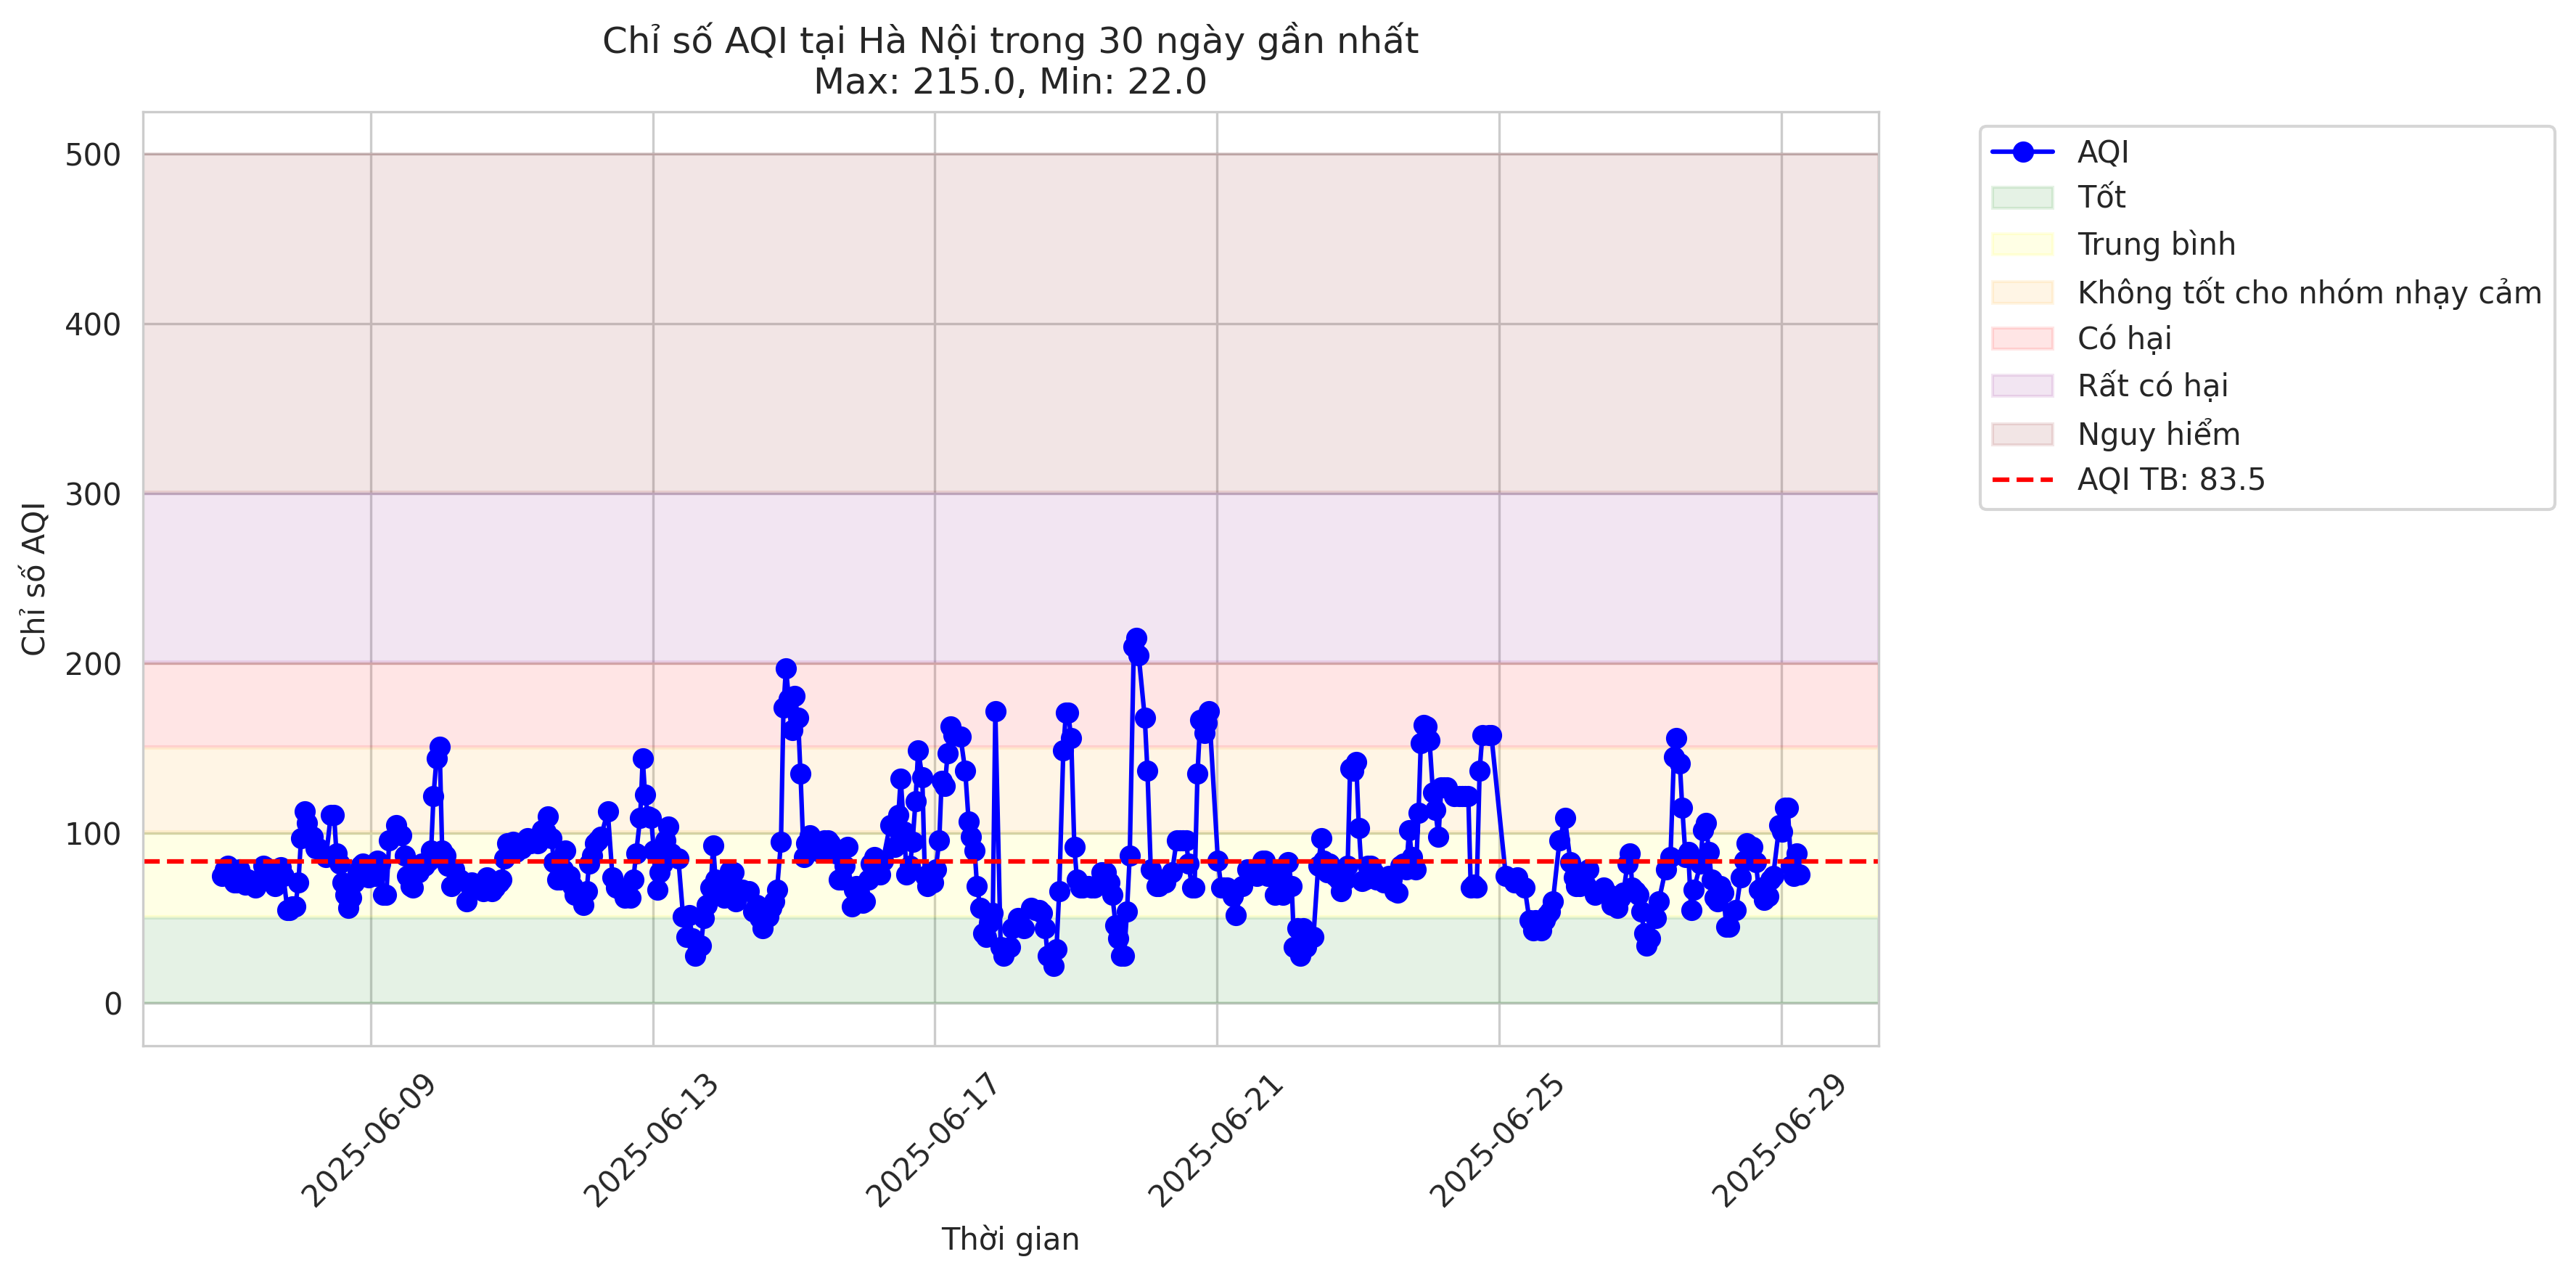 Chỉ số AQI tại Hà Nội trong 30 ngày gần nhất
Max: 215.0, Min: 22.0
Chỉ số AQI
500
400
300
200
100
0
2025-06-09
2025-06-13
2025-06-17
2025-06-21
2025-06-25
2025-06-29
Thời gian
AQI
Tốt
Trung bình
Không tốt cho nhóm nhạy cảm
Có hại
Rất có hại
Nguy hiểm
AQI TB: 83.5